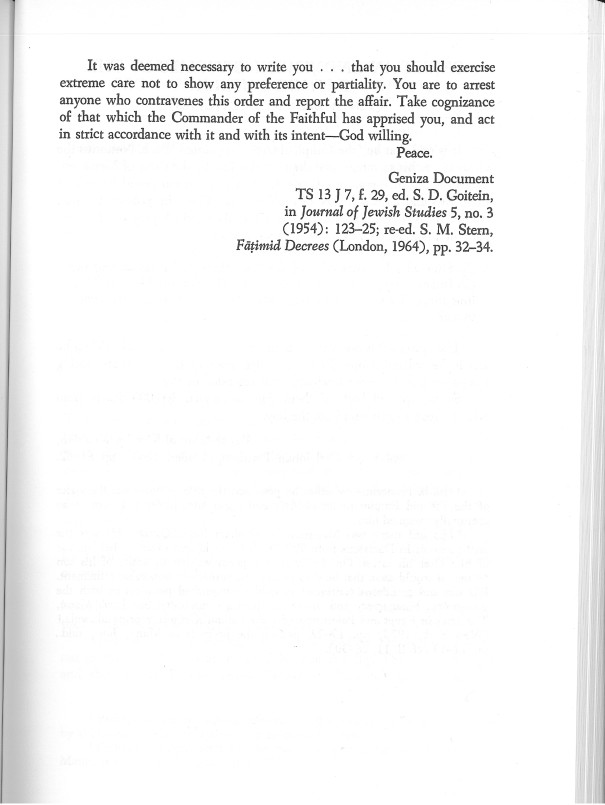 It was deemed necessary to write you . . . that you should exercise
extreme care not to show any preference or partiality. You are to arrest
anyone who contravenes this order and report the affair. Take cognizance
of that which the Commander of the Faithful has apprised you, and act
in strict accordance with it and with its intent—God willing.
Peace.
Geniza Document
TS 13 J 7, f. 29, ed. S. D. Goitein,
in Journal of Jewish Studies 5, no. 3
(1954): 123–25; re-ed. S. M. Stern,
Fāṭimid Decrees (London, 1964), pp. 32–34.